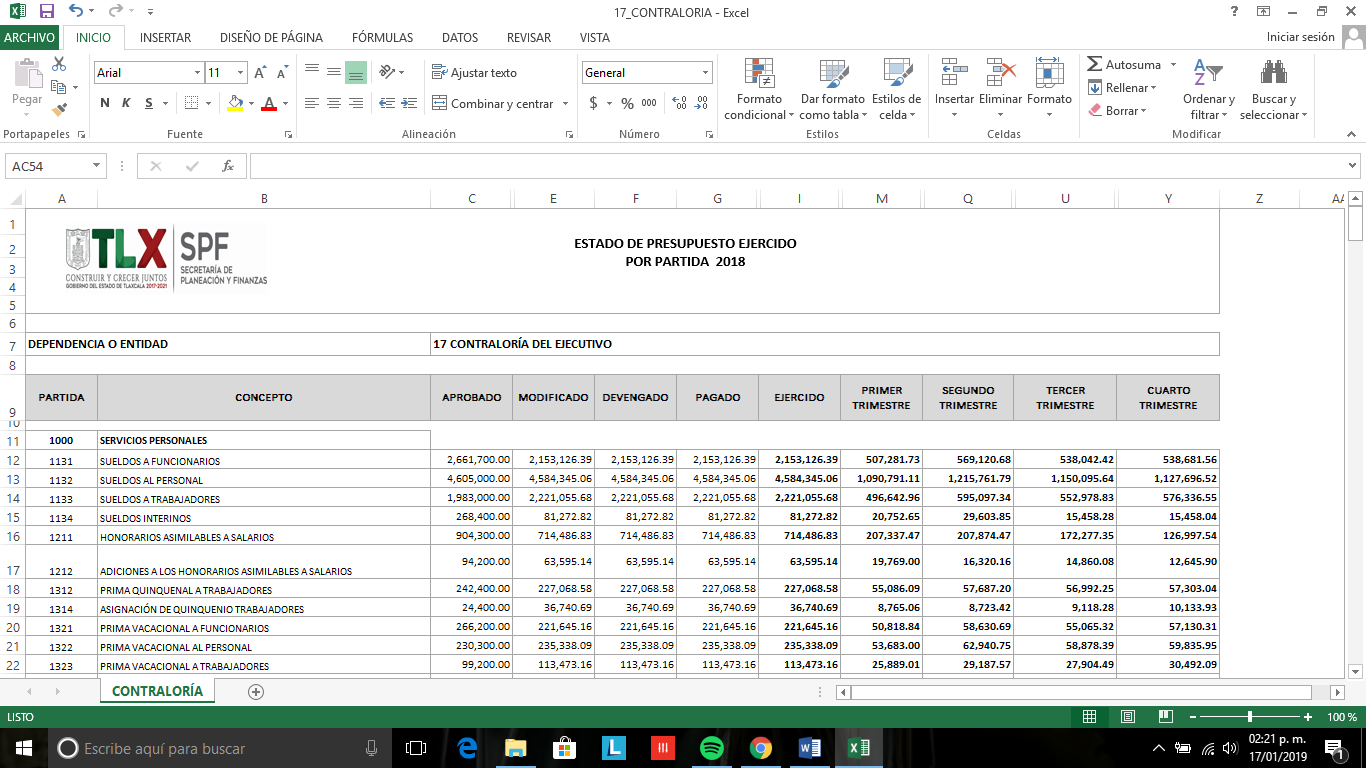 17_CONTRALORIA - Excel
ARCHIVO INICIO INSERTAR DISEÑO DE PÁGINA FÓRMULAS DATOS REVISAR VISTA Iniciar sesión
Pegar
Arial 11
N K S
Ajustar texto
Combinar y centrar
General
$ % 000
Formato condicional
Dar formato como tabla
Estilos de celda
Insertar Eliminar Formato
Autosuma
Rellenar
Borrar
Ordenar y filtrar
Buscar y seleccionar
Portapapeles Fuente Alineación Número Estilos Celdas Modificar
AC54 fx
A B C E F G I M Q U Y Z AA
TLX SPF
SECRETARÍA DE
PLANEACIÓN Y FINANZAS
CONSTRUIR Y CRECER JUNTOS
GOBIERNO DEL ESTADO DE TLAXCALA 2017-2021
ESTADO DE PRESUPUESTO EJERCIDO
POR PARTIDA 2018
1
2
3
4
5
6
7 DEPENDENCIA O ENTIDAD 17 CONTRALORÍA DEL EJECUTIVO
8
9 PARTIDA CONCEPTO APROBADO MODIFICADO DEVENGADO PAGADO EJERCIDO PRIMER TRIMESTRE SEGUNDO TRIMESTRE TERCER TRIMESTRE CUARTO TRIMESTRE
10
11 1000 SERVICIOS PERSONALES
12 1131 SUELDOS A FUNCIONARIOS 2,661,700.00 2,153,126.39 2,153,126.39 2,153,126.39 2,153,126.39 507,281.73 569,120.68 538,042.42 538,681.56
13 1132 SUELDOS AL PERSONAL 4,605,000.00 4,584,345.06 4,584,345.06 4,584,345.06 4,584,345.06 1,090,791.11 1,215,761.79 1,150,095.64 1,127,696.52
14 1133 SUELDOS A TRABAJADORES 1,983,000.00 2,221,055.68 2,221,055.68 2,221,055.68 2,221,055.68 496,642.96 595,097.34 552,978.83 576,336.55
15 1134 SUELDOS INTERINOS 268,400.00 81,272.82 81,272.82 81,272.82 81,272.82 20,752.65 29,603.85 15,458.28 15,458.04
16 1211 HONORARIOS ASIMILABLES A SALARIOS 904,300.00 714,486.83 714,486.83 714,486.83 714,486.83 207,337.47 207,874.47 172,277.35 126,997.54
17 1212 ADICIONES A LOS HONORARIOS ASIMILABLES A SALARIOS 94,200.00 63,595.14 63,595.14 63,595.14 63,595.14 19,769.00 16,320.16 14,860.08 12,645.90
18 1312 PRIMA QUINQUENAL A TRABAJADORES 242,400.00 227,068.58 227,068.58 227,068.58 227,068.58 55,086.09 57,687.20 56,992.25 57,303.04
19 1314 ASIGNACIÓN DE QUINQUENIO TRABAJADORES 24,400.00 36,740.69 36,740.69 36,740.69 36,740.69 8,765.06 8,723.42 9,118.28 10,133.93
20 1321 PRIMA VACACIONAL A FUNCIONARIOS 266,200.00 221,645.16 221,645.16 221,645.16 221,645.16 50,818.84 58,630.69 55,065.32 57,130.31
21 1322 PRIMA VACACIONAL AL PERSONAL 230,300.00 235,338.09 235,338.09 235,338.09 235,338.09 53,683.00 62,940.75 58,878.39 59,835.95
22 1323 PRIMA VACACIONAL A TRABAJADORES 99,200.00 113,473.16 113,473.16 113,473.16 113,473.16 25,889.01 29,187.57 27,904.49 30,492.09
CONTRALORÍA
LISTO 100 %
Escribe aquí para buscar
02:21 p. m.
17/01/2019
1